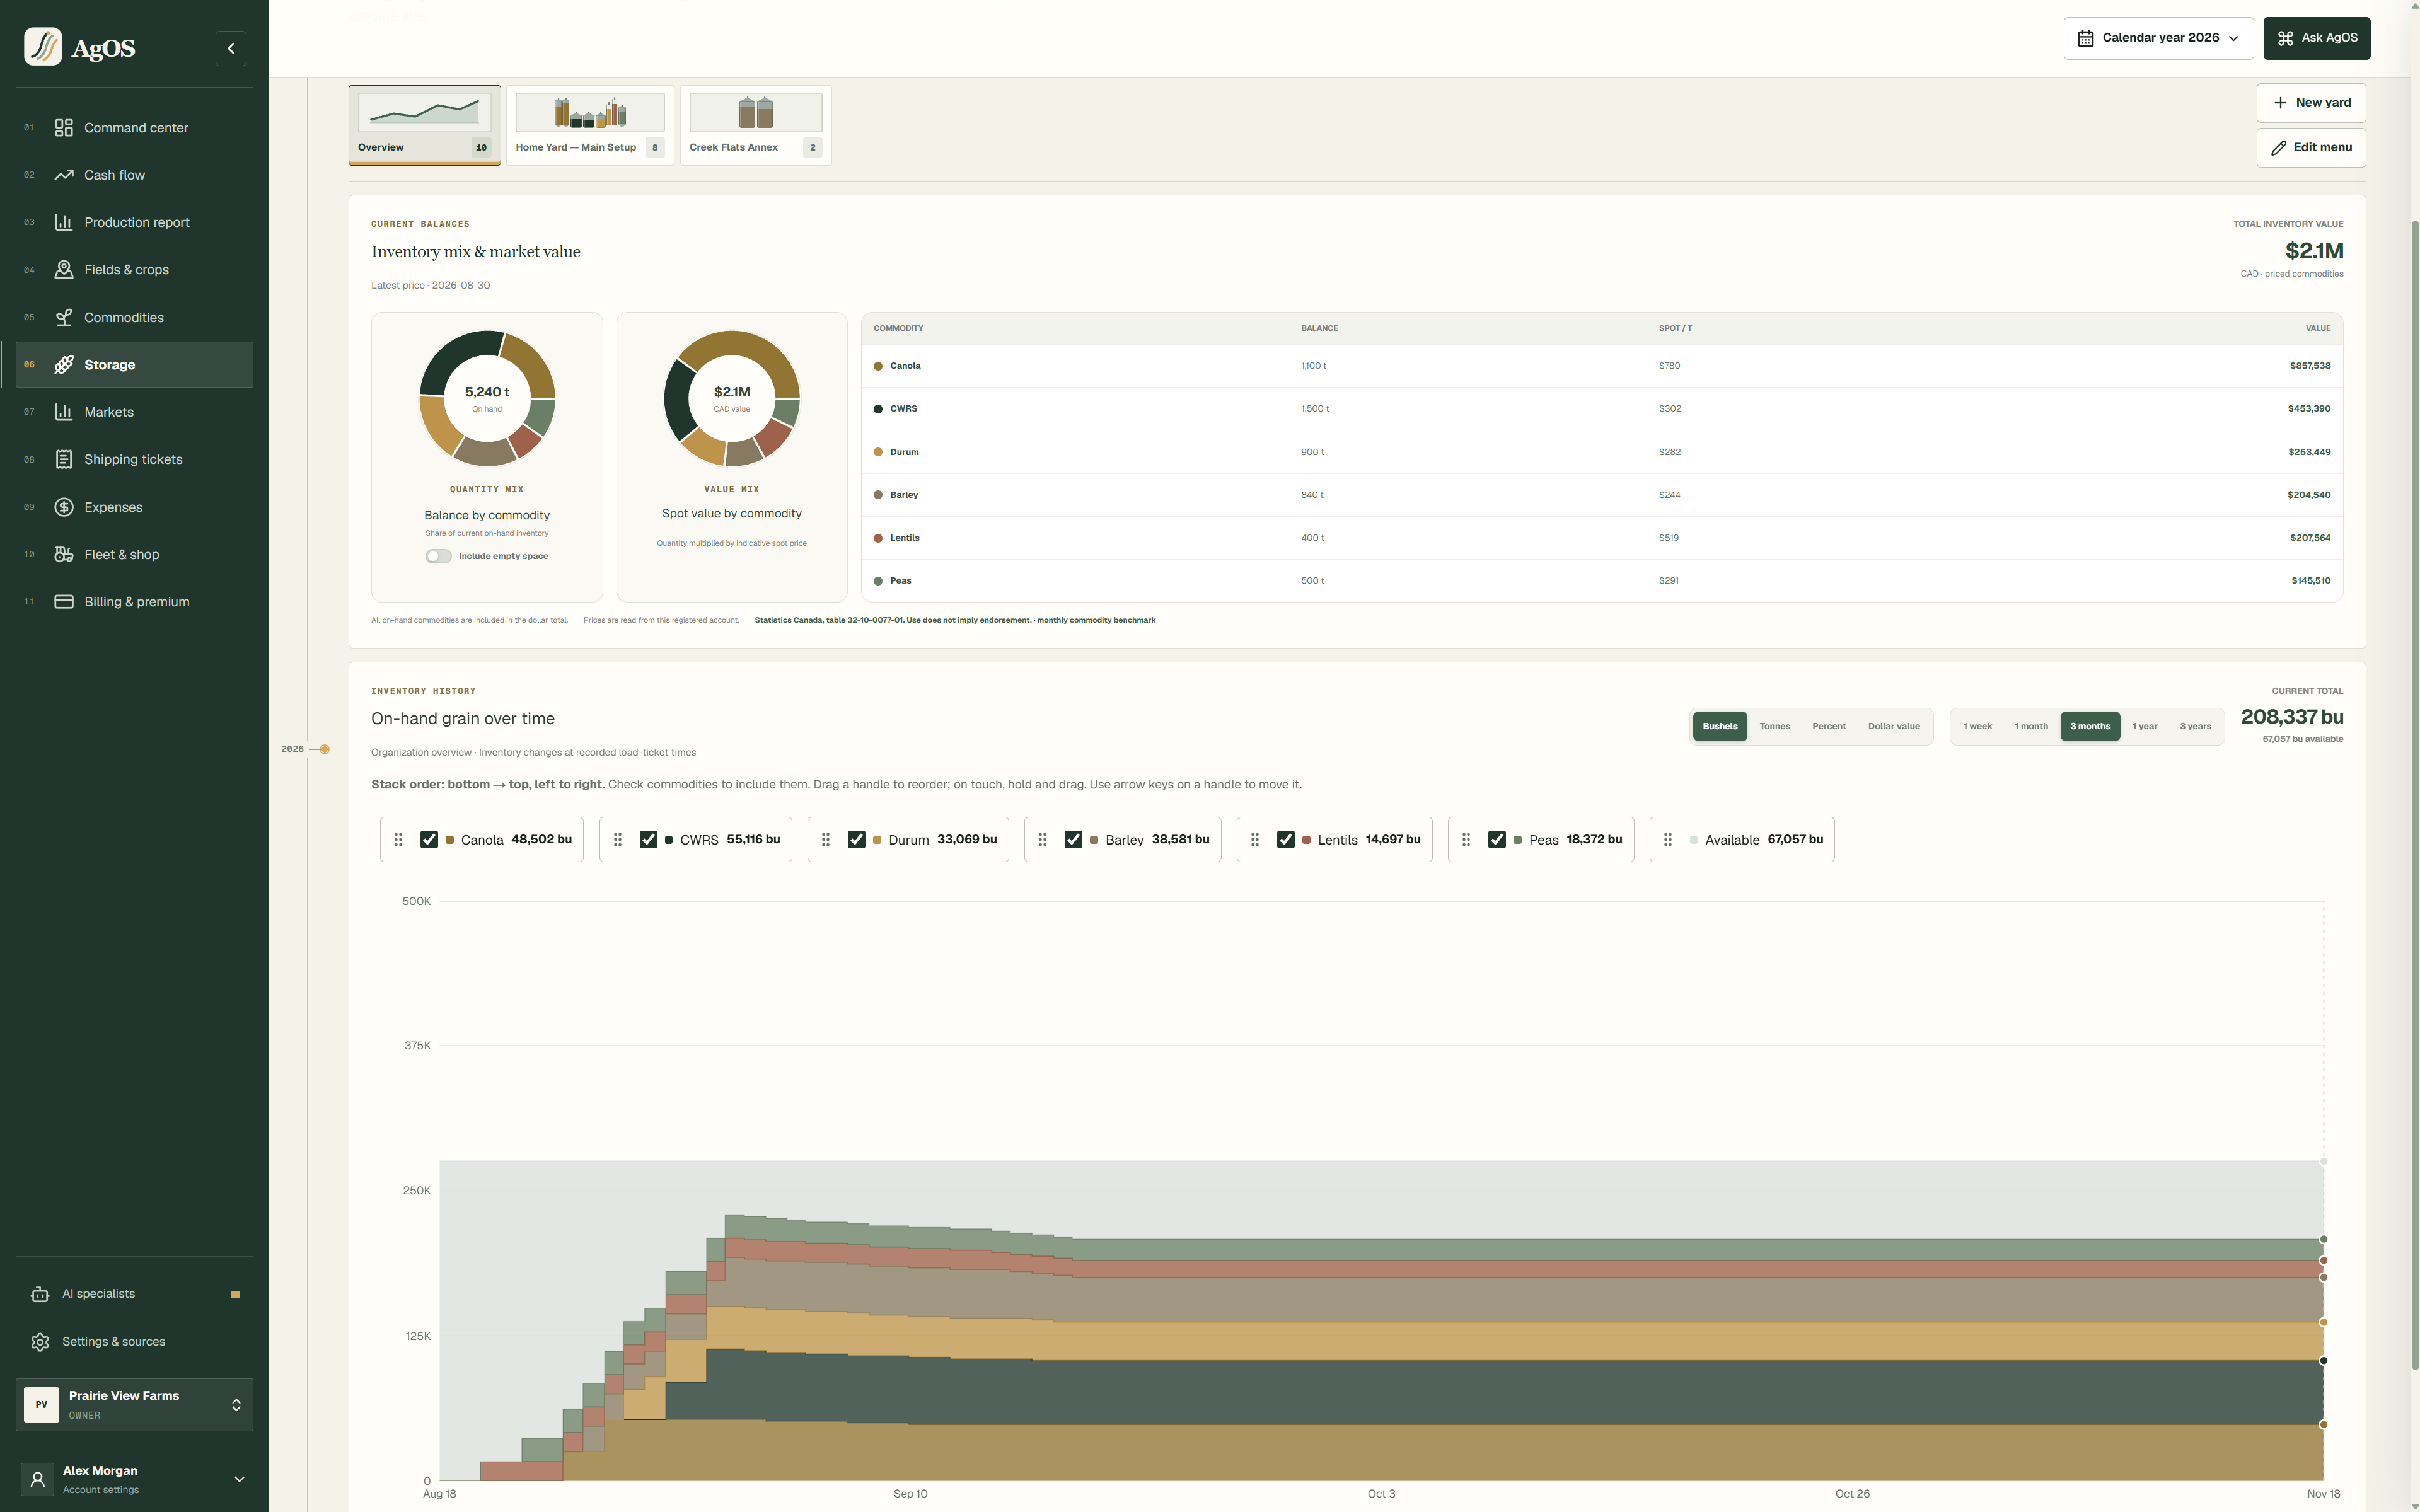 AgOS
01 Command center
02 Cash flow
03 Production report
04 Fields & crops
05 Commodities
06 Storage
07 Markets
08 Shipping tickets
09 Expenses
10 Fleet & shop
11 Billing & premium
AI specialists
Settings & sources
PV Prairie View Farms
OWNER
Alex Morgan
Account settings
storage site.
Calendar year 2026
Ask AgOS
Overview 10
Home Yard — Main Setup 8
Creek Flats Annex 2
New yard
Edit menu
2026
CURRENT BALANCES
Inventory mix & market value
Latest price · 2026-08-30
TOTAL INVENTORY VALUE
$2.1M
CAD · priced commodities
5,240 t
On hand
QUANTITY MIX
Balance by commodity
Share of current on-hand inventory
Include empty space
$2.1M
CAD value
VALUE MIX
Spot value by commodity
Quantity multiplied by indicative spot price
COMMODITY BALANCE SPOT / T VALUE
Canola 1,100 t $780 $857,538
CWRS 1,500 t $302 $453,390
Durum 900 t $282 $253,449
Barley 840 t $244 $204,540
Lentils 400 t $519 $207,564
Peas 500 t $291 $145,510
All on-hand commodities are included in the dollar total. Prices are read from this registered account. Statistics Canada, table 32-10-0077-01. Use does not imply endorsement. · monthly commodity benchmark
INVENTORY HISTORY
On-hand grain over time
Organization overview · Inventory changes at recorded load-ticket times
Bushels Tonnes Percent Dollar value
1 week 1 month 3 months 1 year 3 years
CURRENT TOTAL
208,337 bu
67,057 bu available
Stack order: bottom → top, left to right. Check commodities to include them. Drag a handle to reorder; on touch, hold and drag. Use arrow keys on a handle to move it.
Canola 48,502 bu
CWRS 55,116 bu
Durum 33,069 bu
Barley 38,581 bu
Lentils 14,697 bu
Peas 18,372 bu
Available 67,057 bu
500K
375K
250K
125K
0
Aug 18 Sep 10 Oct 3 Oct 26 Nov 18